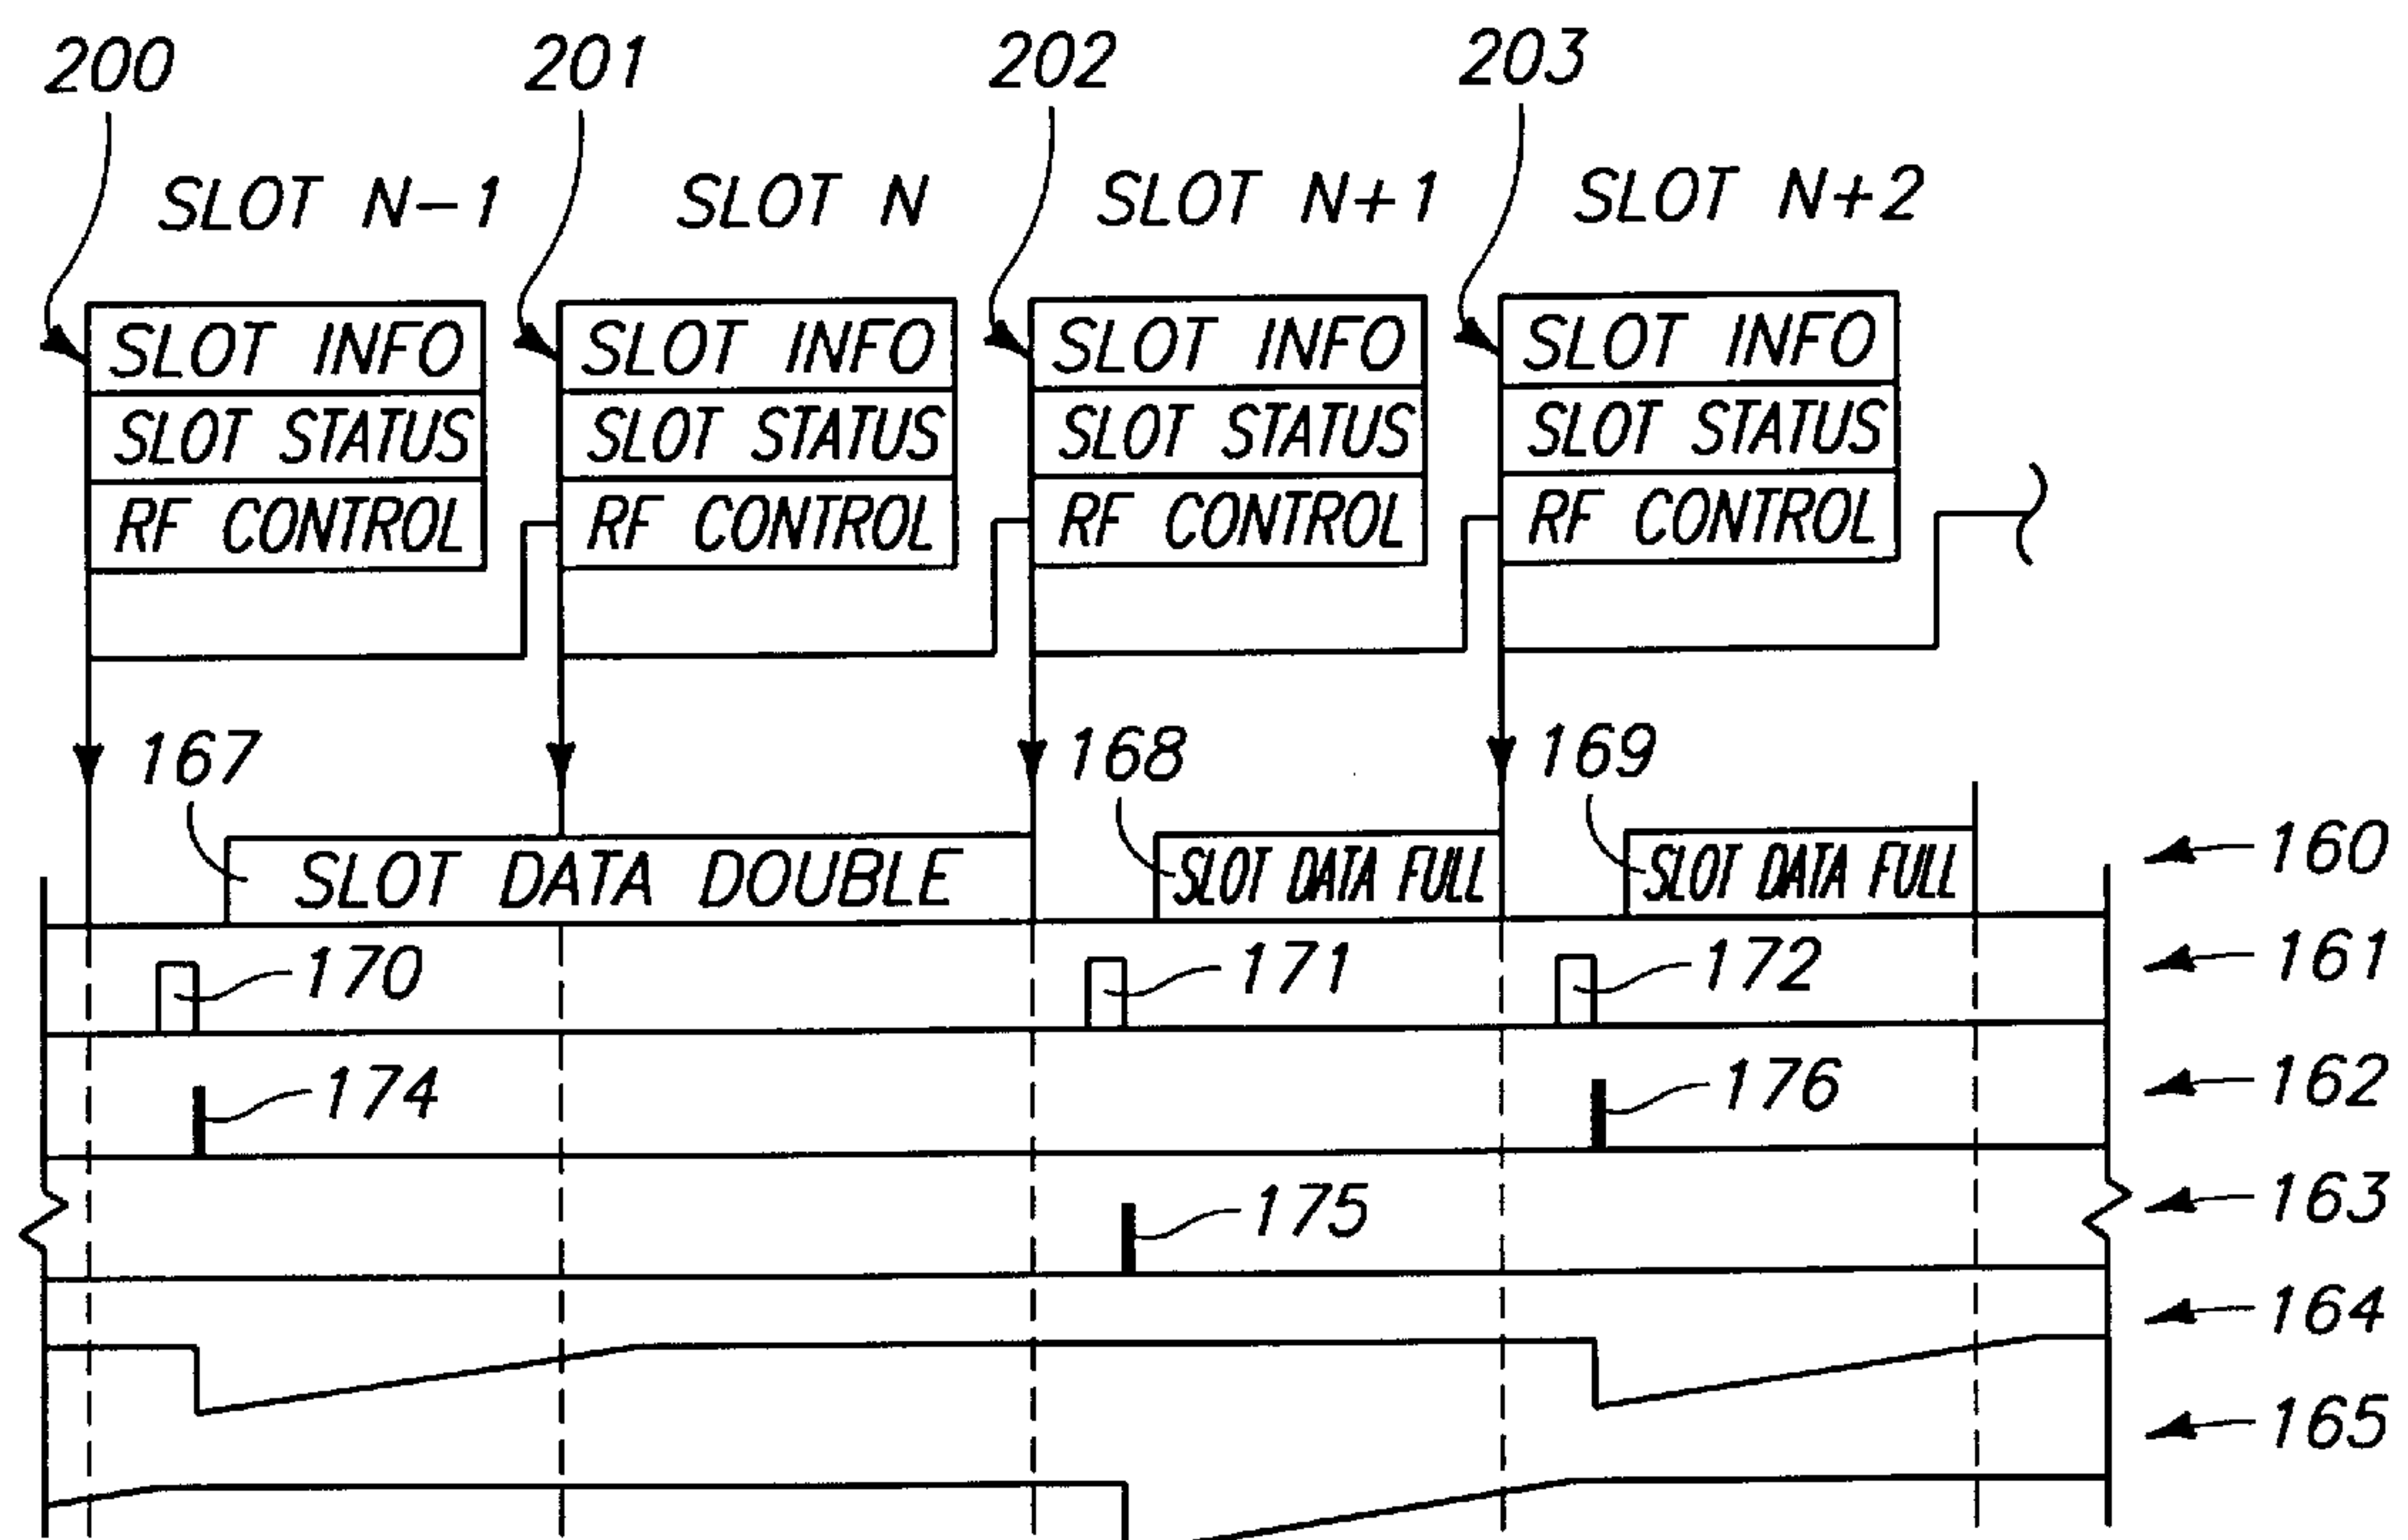 200 201 202 203
SLOT N-1 SLOT N SLOT N+1 SLOT N+2
SLOT INFO SLOT INFO SLOT INFO SLOT INFO
SLOT STATUS SLOT STATUS SLOT STATUS SLOT STATUS
RF CONTROL RF CONTROL RF CONTROL RF CONTROL
167 168 169
SLOT DATA DOUBLE SLOT DATA FULL SLOT DATA FULL 160
170 171 172 161
174 176 162
175 163
164
165